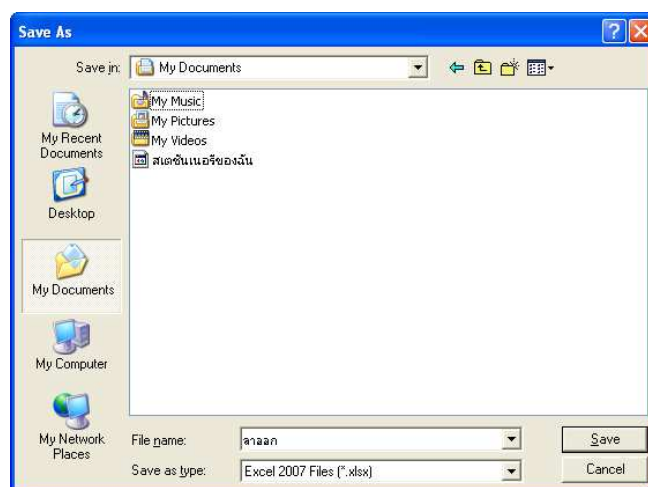 Save As
Save in: My Documents
My Recent
Documents
Desktop
My Documents
My Computer
My Network
Places
My Music
My Pictures
My Videos
สเตชันเนอรีของฉัน
File name: ลาออก
Save
Save as type: Excel 2007 Files (*.xlsx)
Cancel